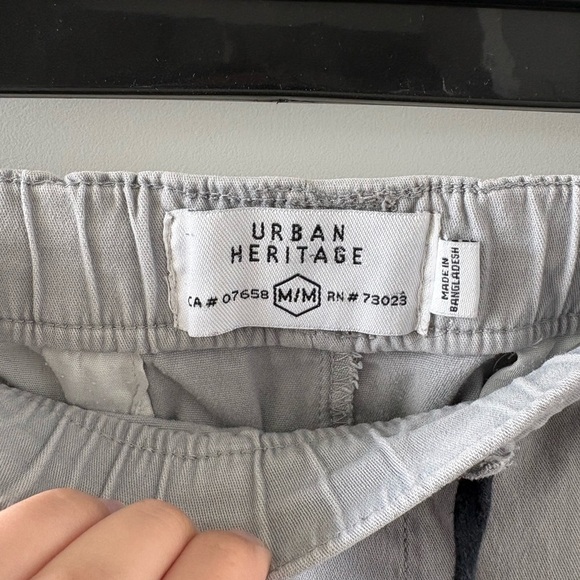 URBAN
HERITAGE
CA # 07658 M/M RN # 73023
MADE IN
BANGLADESH